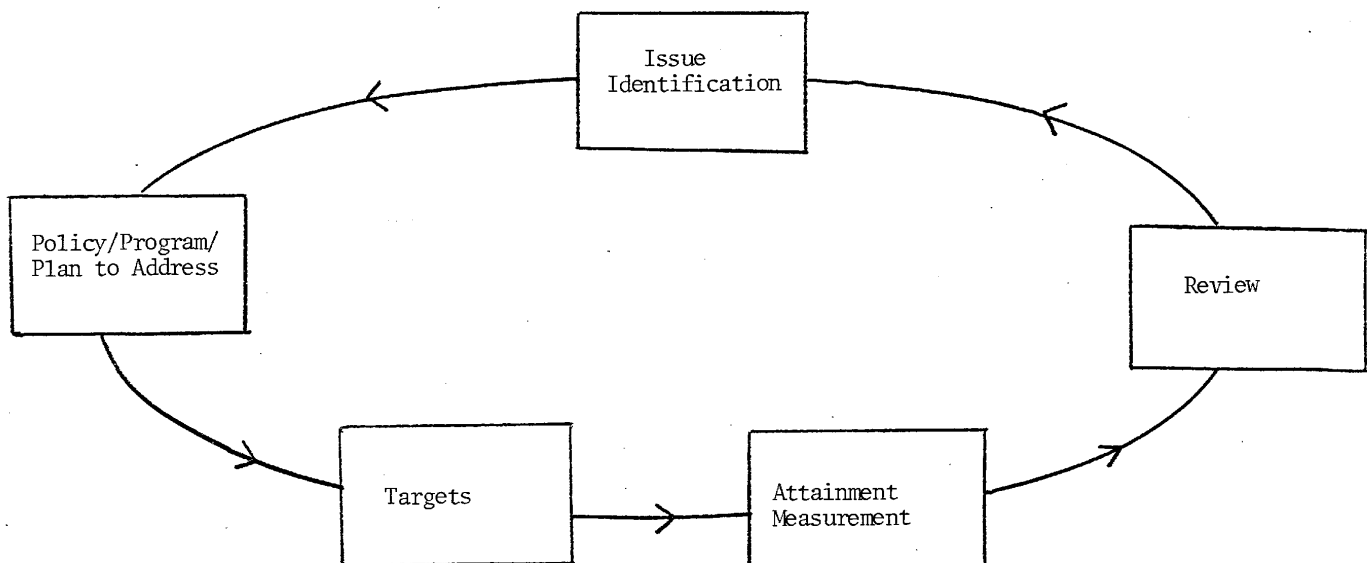 Issue
Identification
Policy/Program/
Plan to Address
Review
Targets
Attainment
Measurement